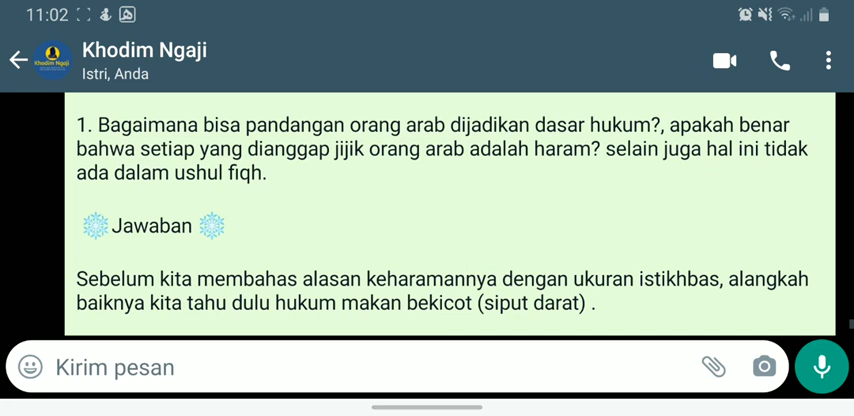 11:02
Khodim Ngaji
Khodim Ngaji
Istri, Anda
1. Bagaimana bisa pandangan orang arab dijadikan dasar hukum?, apakah benar
bahwa setiap yang dianggap jijik orang arab adalah haram? selain juga hal ini tidak
ada dalam ushul fiqh.
Jawaban
Sebelum kita membahas alasan keharamannya dengan ukuran istikhbas, alangkah
baiknya kita tahu dulu hukum makan bekicot (siput darat) .
Kirim pesan